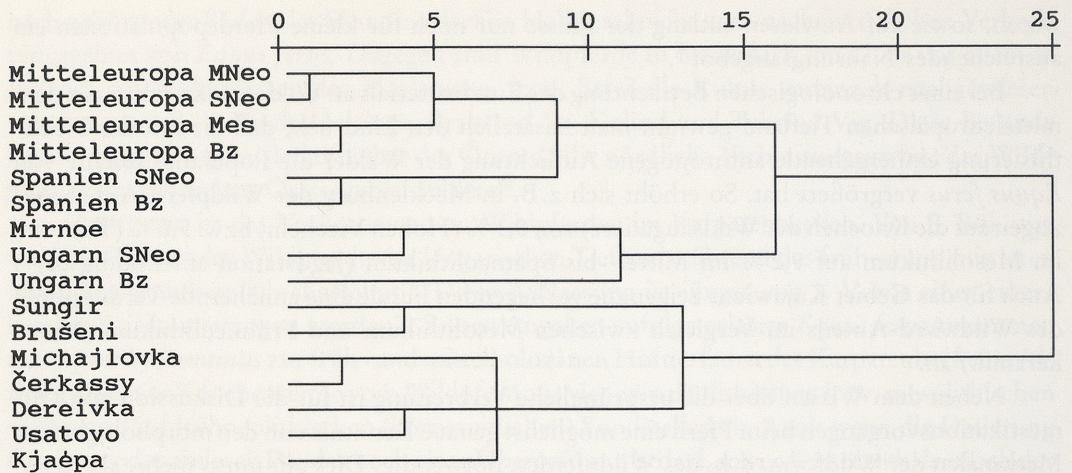 0 5 10 15 20 25
Mitteleuropa MNeo
Mitteleuropa SNeo
Mitteleuropa Mes
Mitteleuropa Bz
Spanien SNeo
Spanien Bz
Mirnoe
Ungarn SNeo
Ungarn Bz
Sungir
Brušeni
Michajlovka
Čerkassy
Dereivka
Usatovo
Kjaėpa